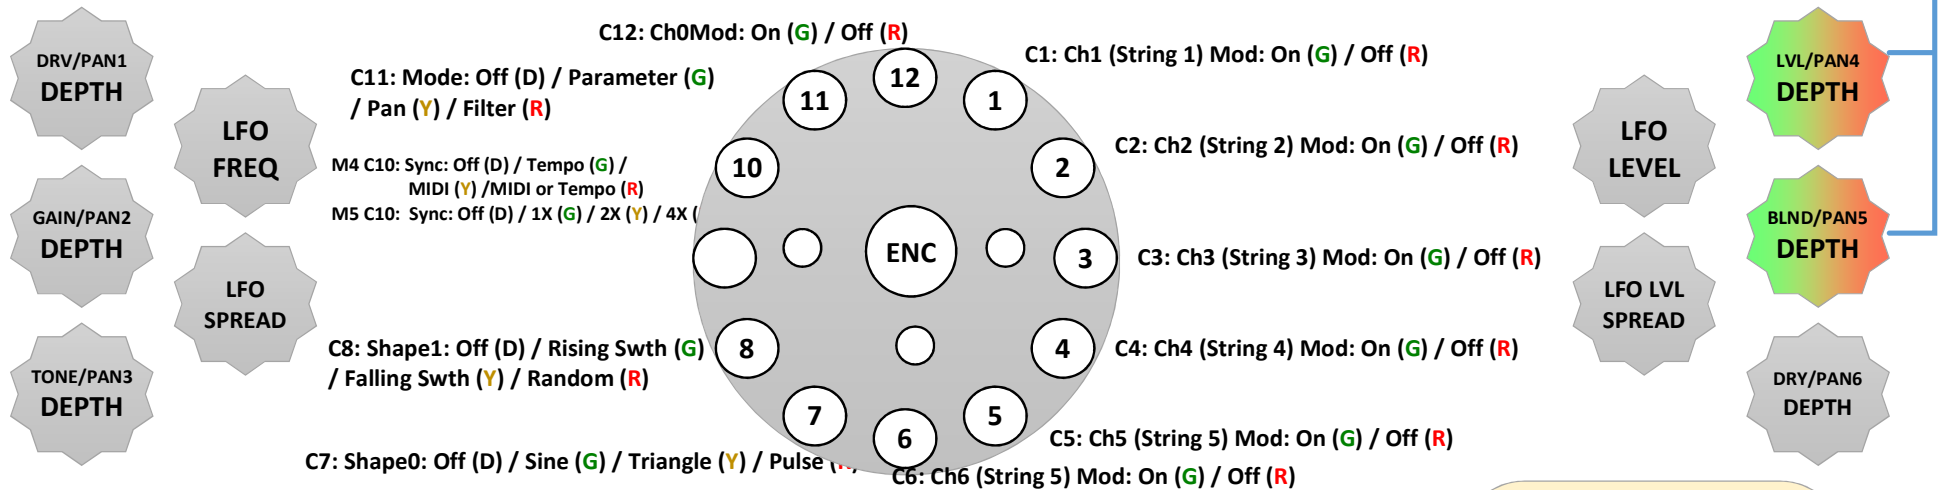 DRV/PAN1
DEPTH
GAIN/PAN2
DEPTH
TONE/PAN3
DEPTH
LFO
FREQ
LFO
SPREAD
C12: Ch0Mod: On (G) / Off (R)
C11: Mode: Off (D) / Parameter (G)
/ Pan (Y) / Filter (R)
M4 C10: Sync: Off (D) / Tempo (G) /
MIDI (Y) /MIDI or Tempo (R)
M5 C10: Sync: Off (D) / 1X (G) / 2X (Y) / 4X (
C8: Shape1: Off (D) / Rising Swth (G)
/ Falling Swth (Y) / Random (R)
C7: Shape0: Off (D) / Sine (G) / Triangle (Y) / Pulse (
12
11
1
10
2
ENC
3
8
4
7
5
6
C1: Ch1 (String 1) Mod: On (G) / Off (R)
C2: Ch2 (String 2) Mod: On (G) / Off (R)
C3: Ch3 (String 3) Mod: On (G) / Off (R)
C4: Ch4 (String 4) Mod: On (G) / Off (R)
C5: Ch5 (String 5) Mod: On (G) / Off (R)
C6: Ch6 (String 5) Mod: On (G) / Off (R)
LFO
LEVEL
LFO LVL
SPREAD
LVL/PAN4
DEPTH
BLND/PAN5
DEPTH
DRY/PAN6
DEPTH